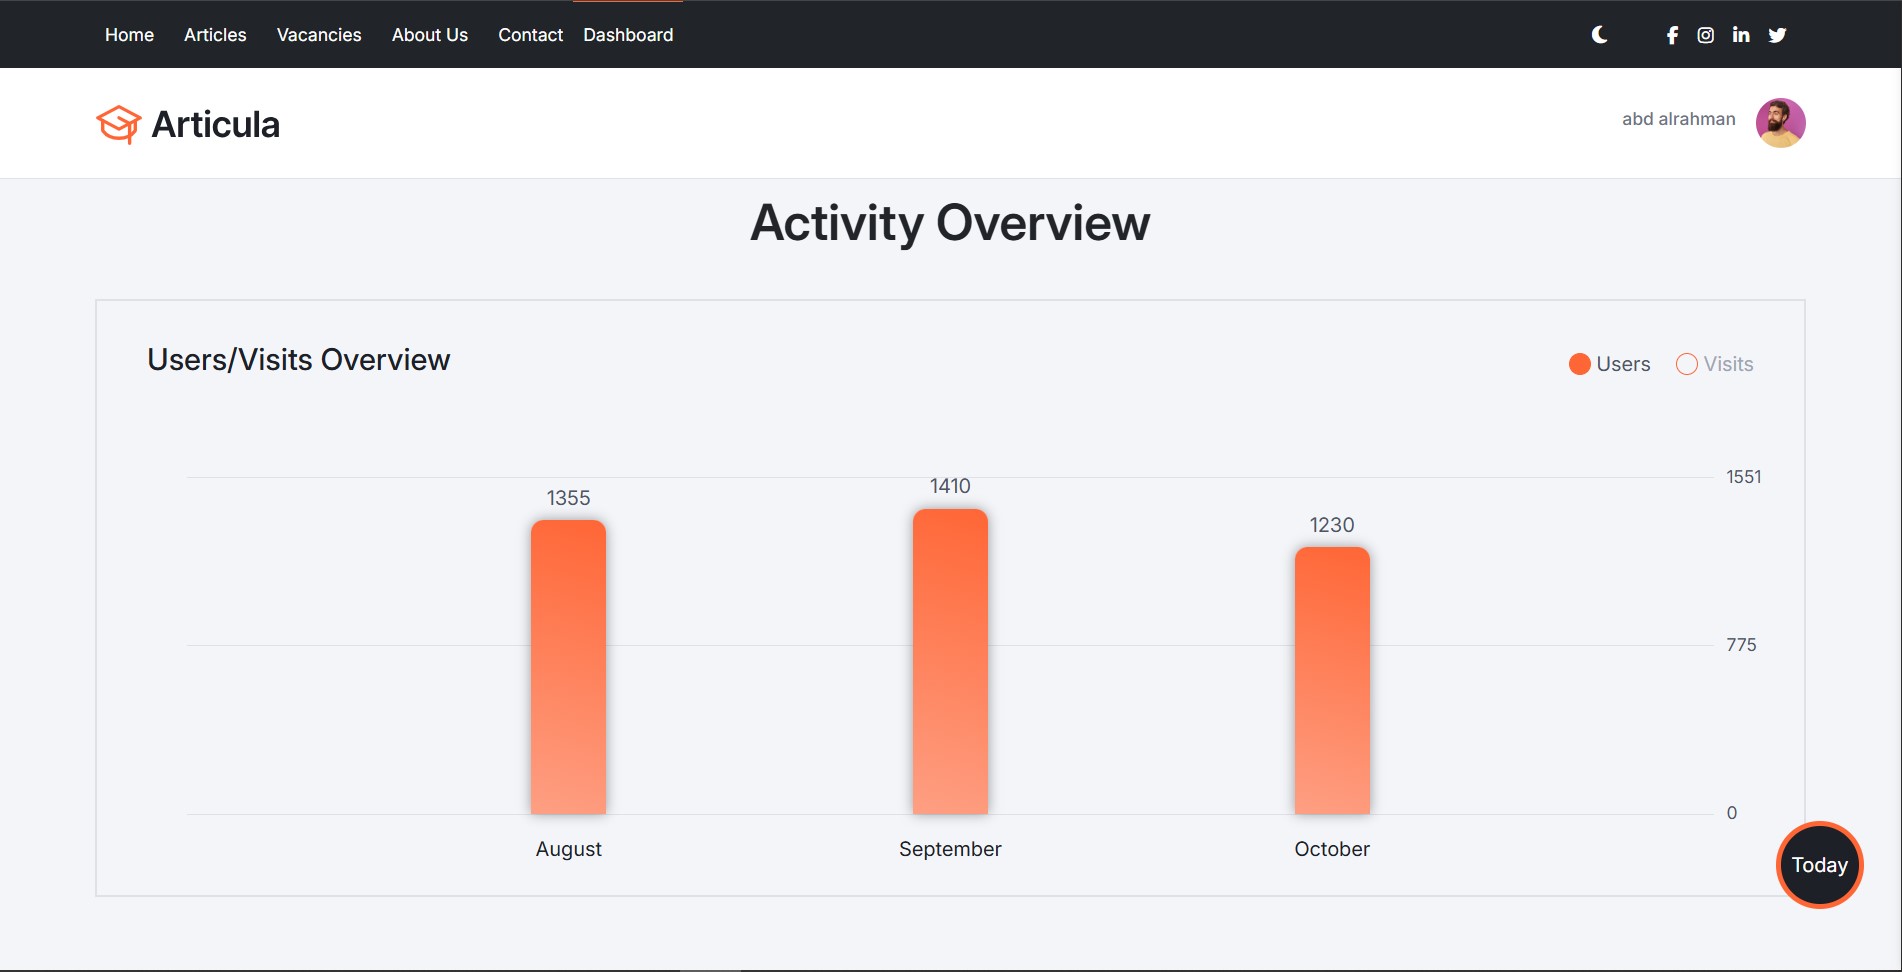 Home Articles Vacancies About Us Contact Dashboard
Articula
abd alrahman
Activity Overview
Users/Visits Overview
Users Visits
1551
1355
1410
1230
775
0
August September October
Today